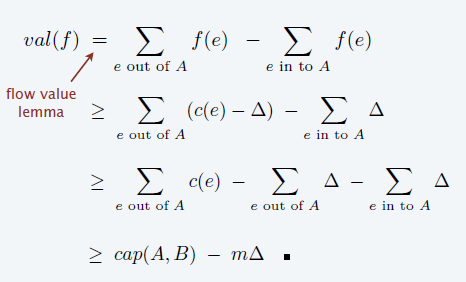 val(f) = ∑ f(e) − ∑ f(e)
e out of A e in to A
flow value
lemma
≥ ∑ (c(e) − Δ) − ∑ Δ
e out of A e in to A
≥ ∑ c(e) − ∑ Δ − ∑ Δ
e out of A e out of A e in to A
≥ cap(A, B) − mΔ ▪